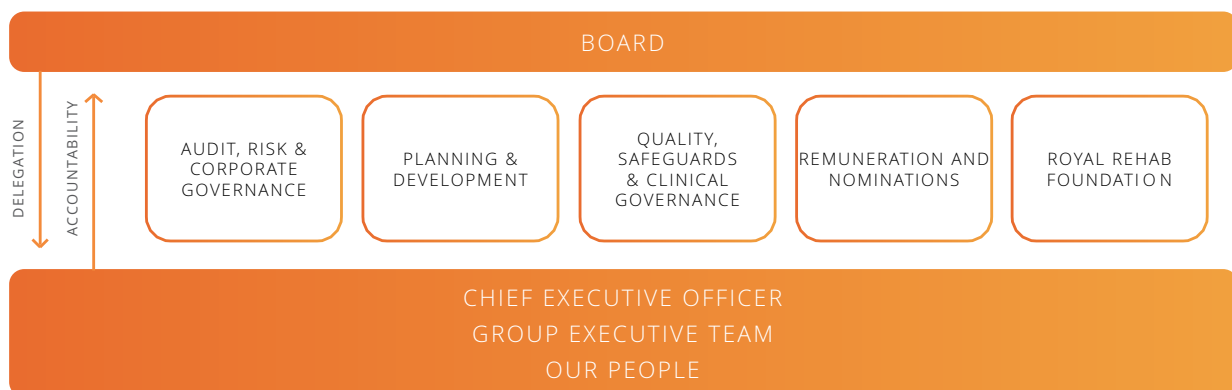 BOARD
DELEGATION
ACCOUNTABILITY
AUDIT, RISK &
CORPORATE
GOVERNANCE
PLANNING &
DEVELOPMENT
QUALITY,
SAFEGUARDS
& CLINICAL
GOVERNANCE
REMUNERATION AND
NOMINATIONS
ROYAL REHAB
FOUNDATION
CHIEF EXECUTIVE OFFICER
GROUP EXECUTIVE TEAM
OUR PEOPLE